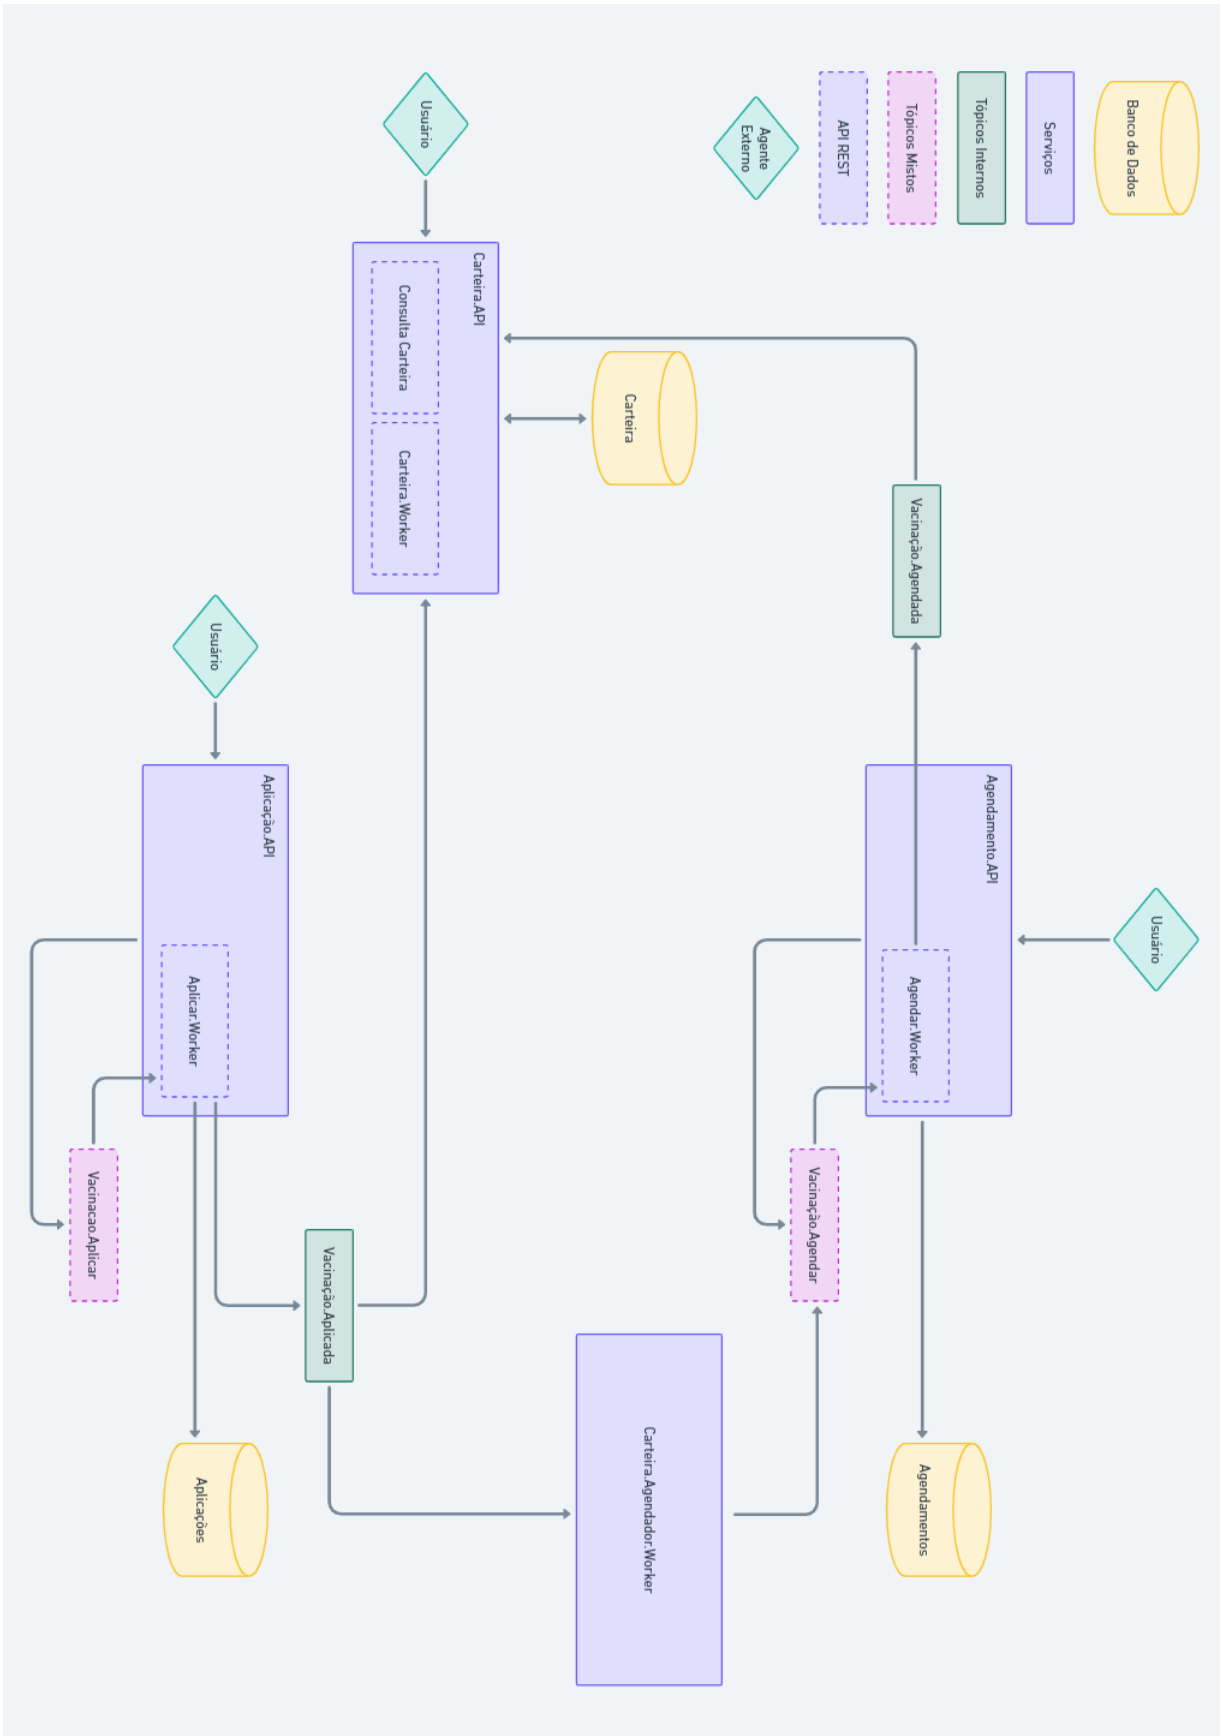 Banco de Dados
Serviços
Tópicos Internos
Tópicos Mistos
API REST
Agente
Externo
Usuário
Agendamento.API
Agendar.Worker
Vacinação.Agendada
Vacinação.Agendar
Agendamentos
Carteira
Carteira.Agendador.Worker
Usuário
Carteira.API
Consulta Carteira
Carteira.Worker
Vacinação.Aplicada
Usuário
Aplicação.API
Aplicar.Worker
Aplicações
Vacinacao.Aplicar